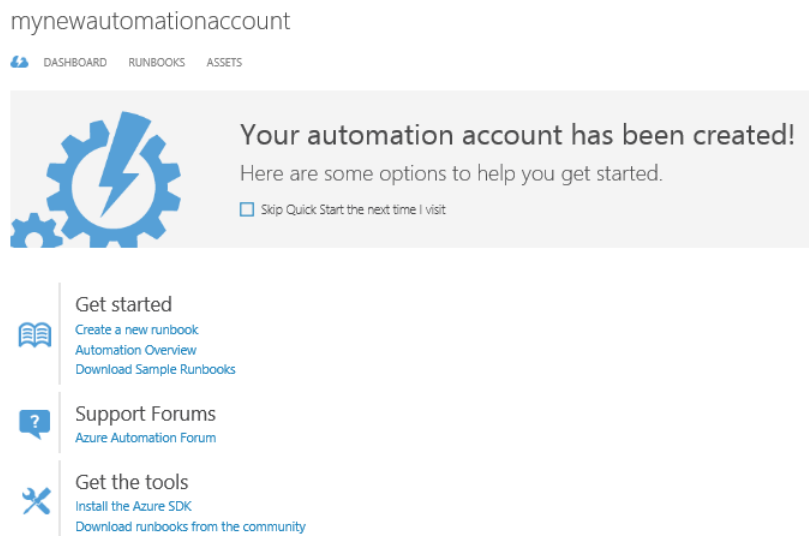 mynewautomationaccount
DASHBOARD RUNBOOKS ASSETS
Your automation account has been created!
Here are some options to help you get started.
Skip Quick Start the next time I visit
Get started
Create a new runbook
Automation Overview
Download Sample Runbooks
?
Support Forums
Azure Automation Forum
Get the tools
Install the Azure SDK
Download runbooks from the community